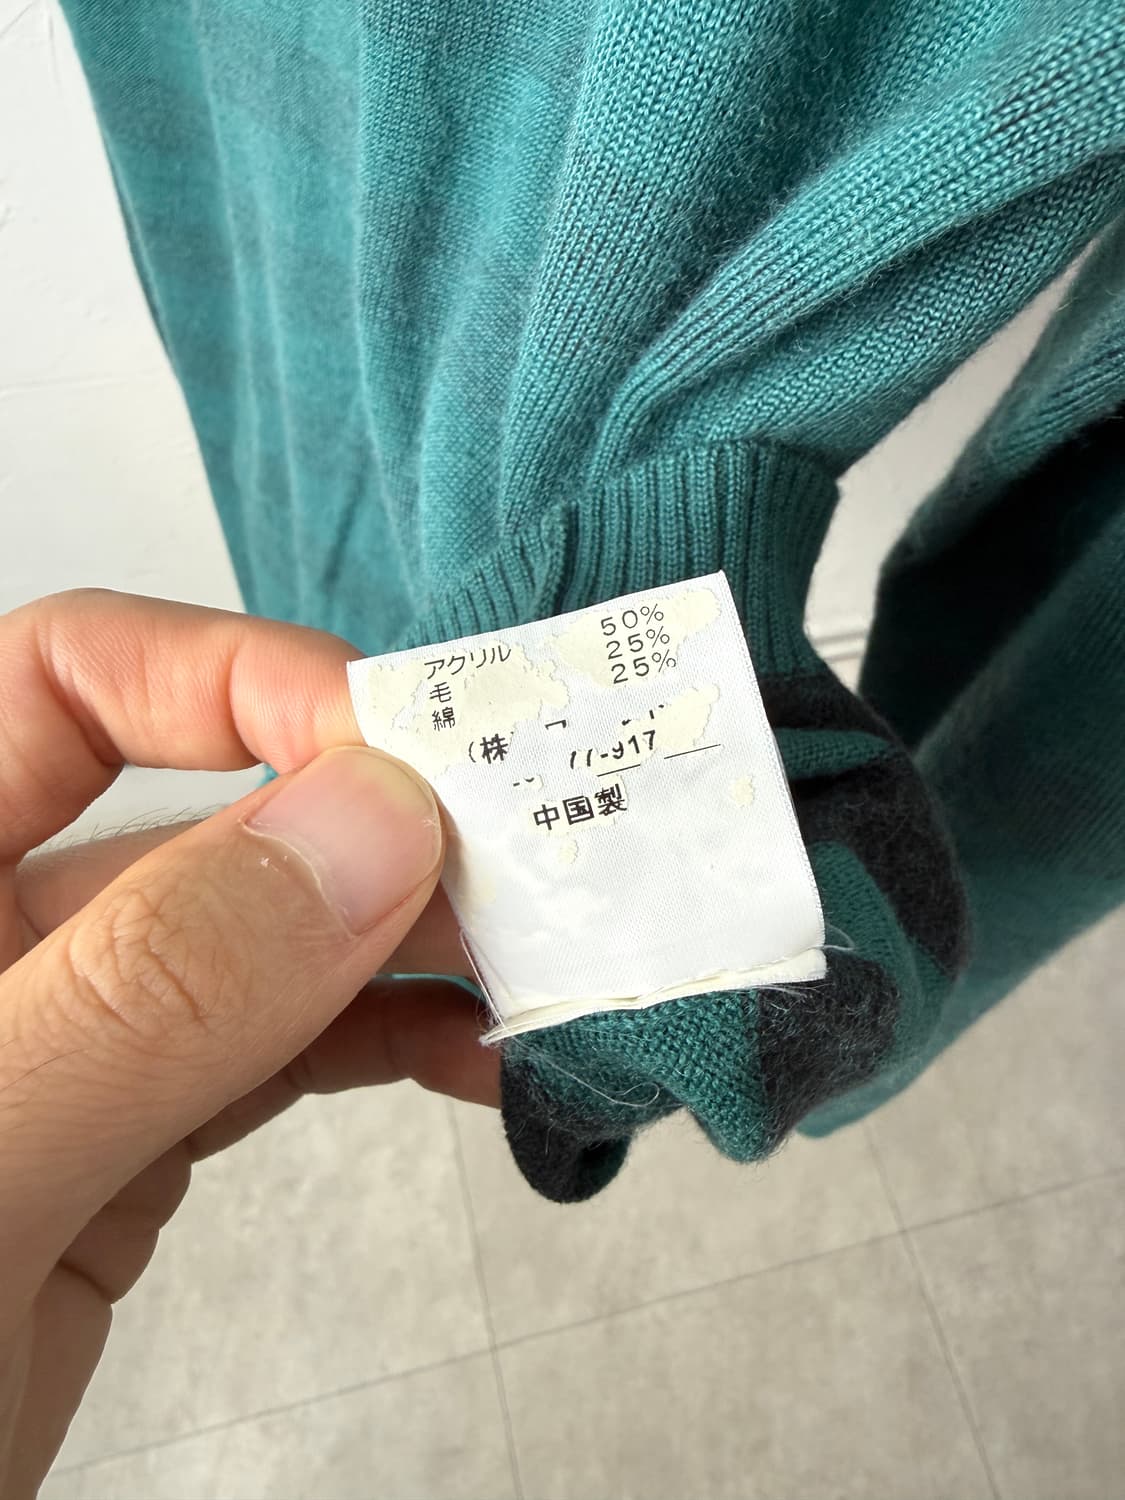 アクリル 50%
毛 25%
綿 25%
(株
中国製